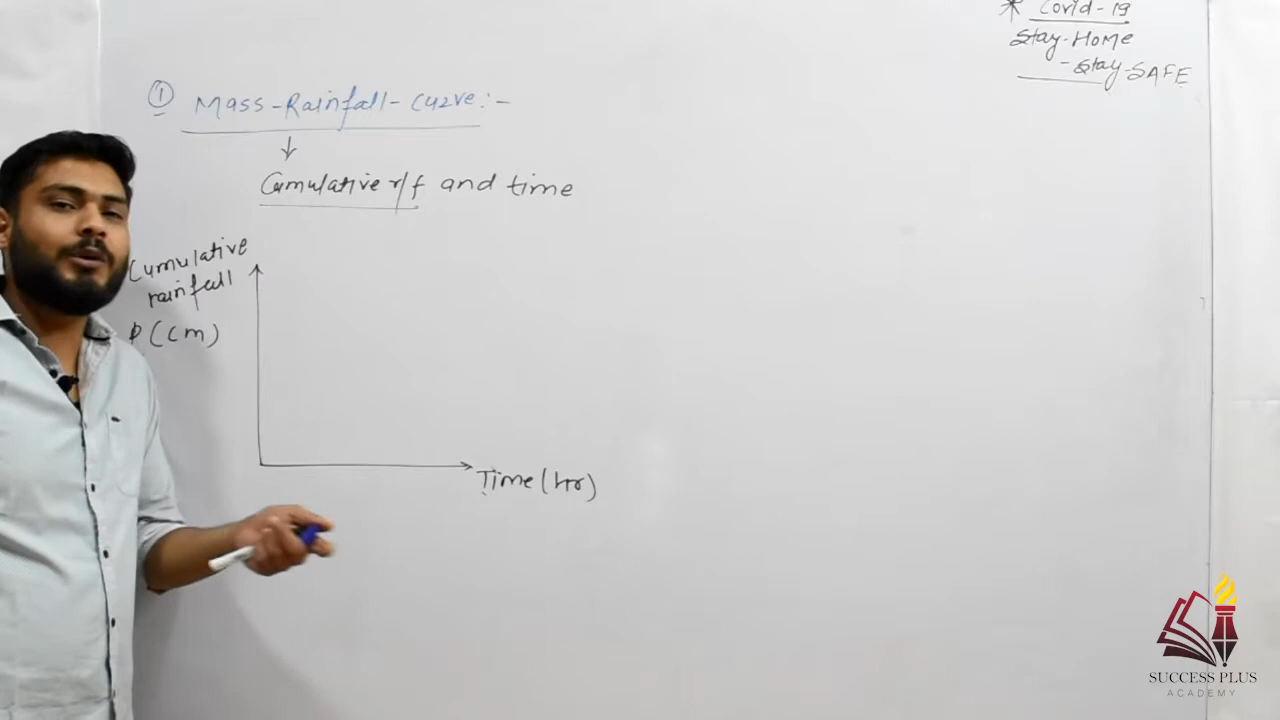 * Covid-19
Stay-Home
-Stay-SAFE
① Mass-Rainfall-Curve:-
↓
Cumulative r/f and time
Cumulative
rainfall
P(cm)
Time(hr)
SUCCESS PLUS
ACADEMY